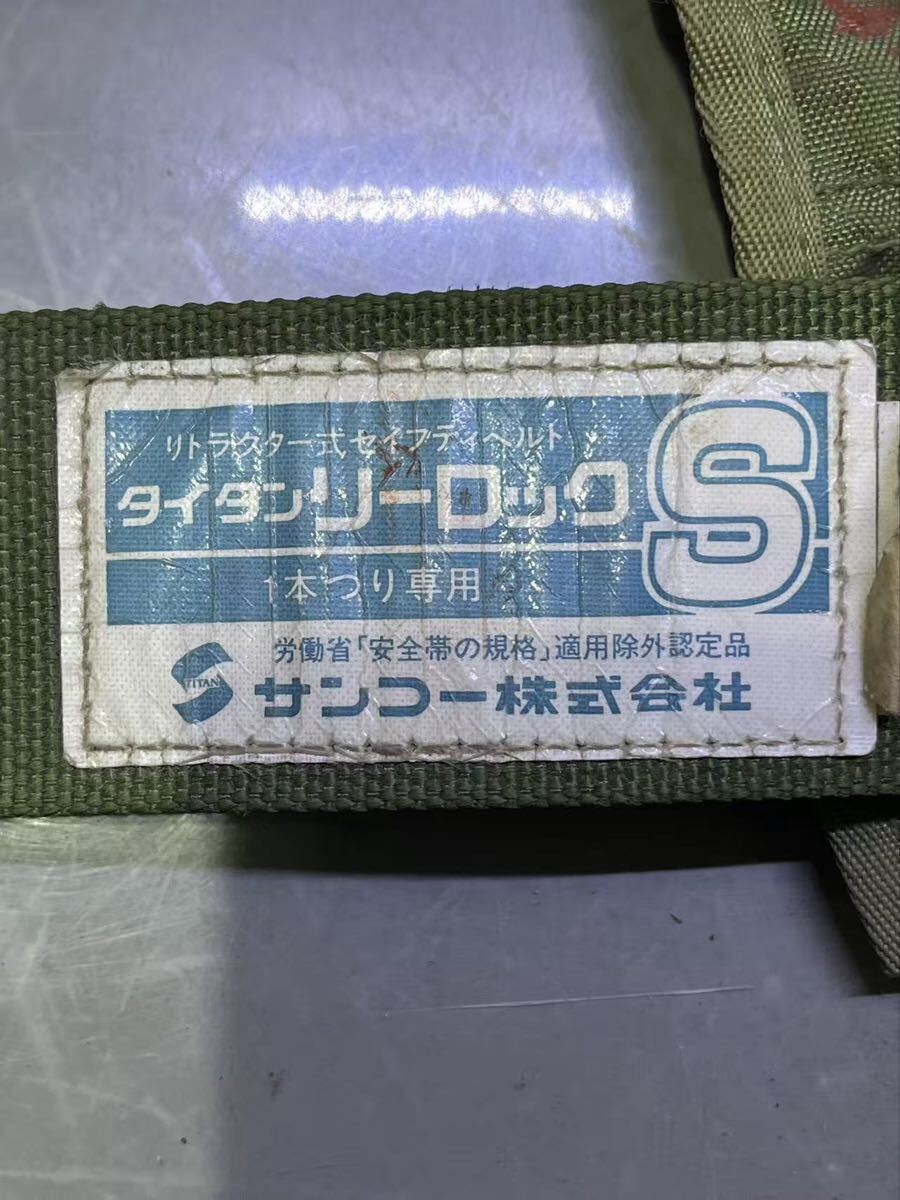 リトラクター式セイフティベルト
タイタンリーロック S
1本つり専用
労働省「安全帯の規格」適用除外認定品
TITAN
サンコー株式会社